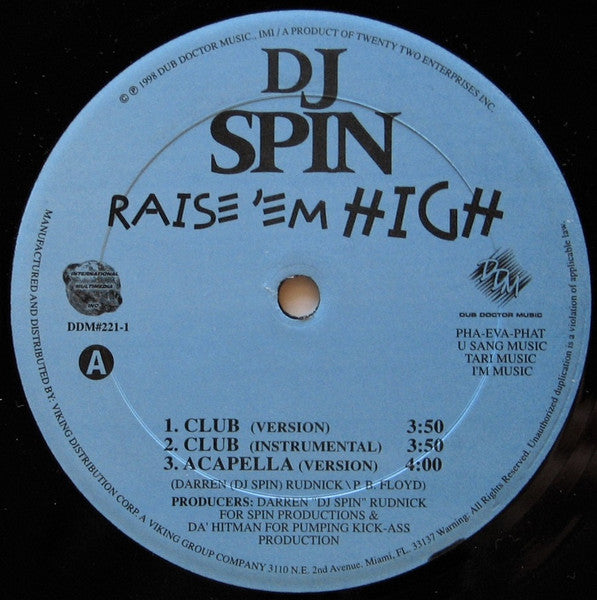 © ℗ 1998 DUB DOCTOR MUSIC., IMI / A PRODUCT OF TWENTY TWO ENTERPRISES INC.
DJ
SPIN
RAISE 'EM HIGH
INTERNATIONAL
MULTIMEDIA
INC
DDM#221-1
A
DDM
DUB DOCTOR MUSIC
PHA-EVA-PHAT
U SANG MUSIC
TARI MUSIC
I'M MUSIC
1. CLUB (VERSION) 3:50
2. CLUB (INSTRUMENTAL) 3:50
3. ACAPELLA (VERSION) 4:00
(DARREN (DJ SPIN) RUDNICK \ P. B. FLOYD)
PRODUCERS: DARREN "DJ SPIN" RUDNICK
FOR SPIN PRODUCTIONS &
DA' HITMAN FOR PUMPING KICK-ASS
PRODUCTION
MANUFACTURED AND DISTRIBUTED BY: VIKING DISTRIBUTION CORP. A VIKING GROUP COMPANY 3110 N.E. 2nd Avenue. Miami, FL. 33137 Warning. All Rights Reserved. Unauthorized duplication is a violation of applicable law.